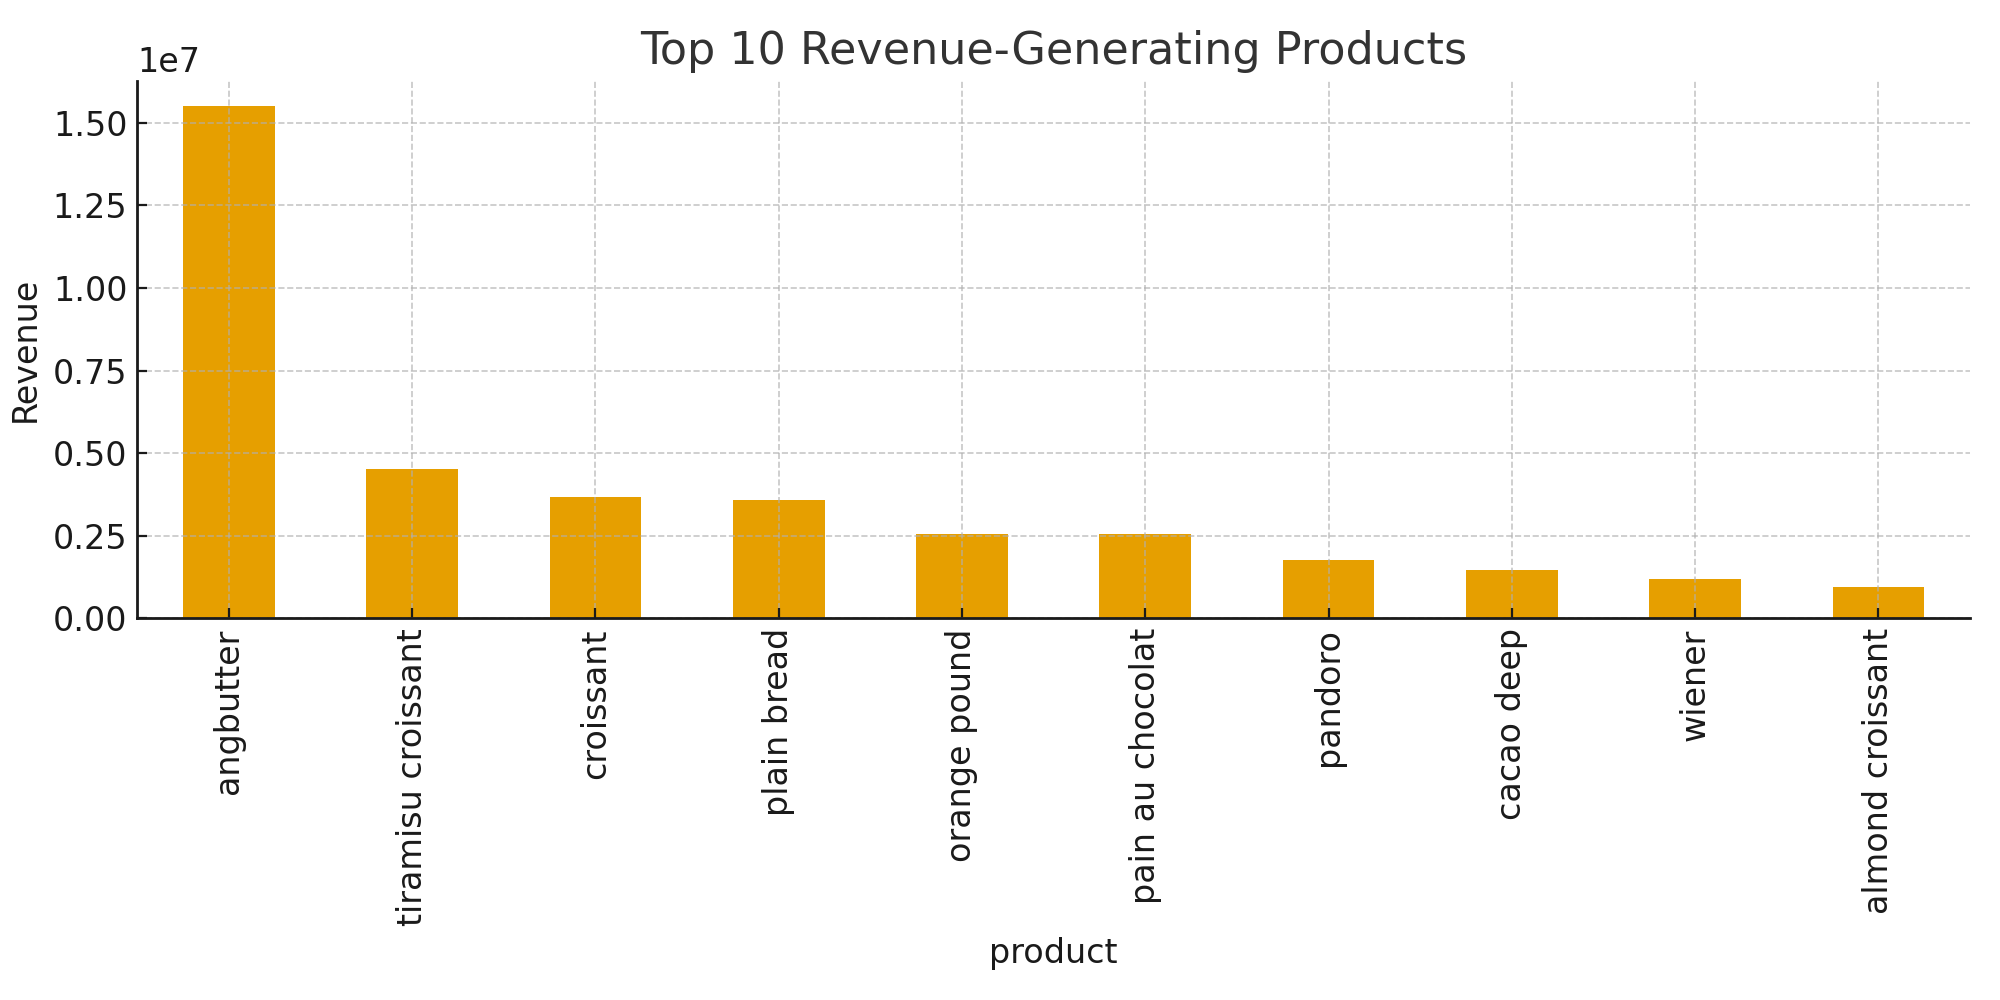 Top 10 Revenue-Generating Products
1e7
1.50
1.25
1.00
0.75
0.50
0.25
0.00
Revenue
angbutter
tiramisu croissant
croissant
plain bread
orange pound
pain au chocolat
pandoro
cacao deep
wiener
almond croissant
product